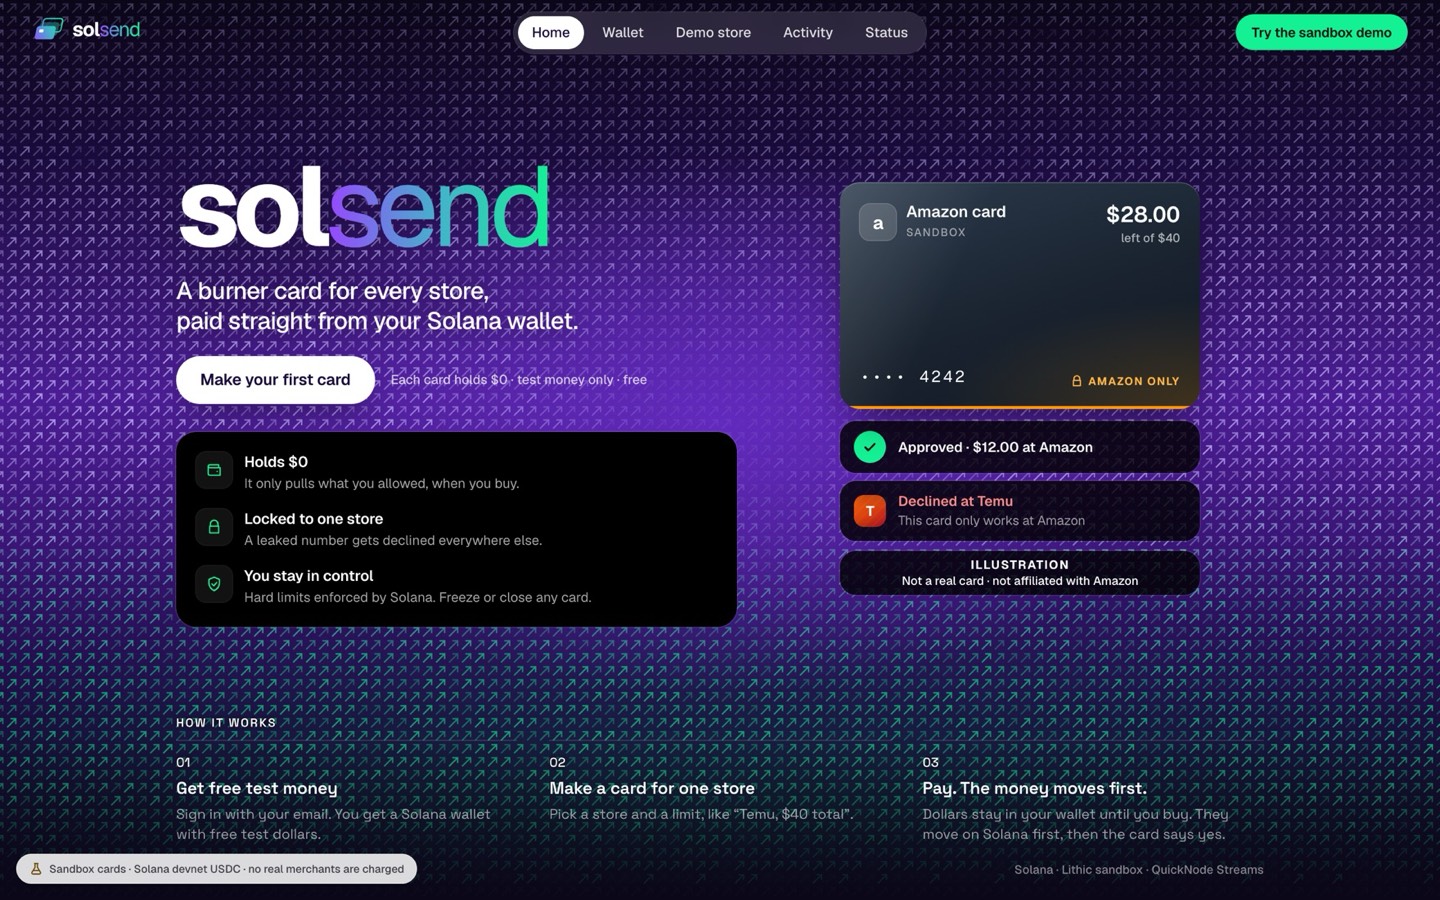 solsend
Home
Wallet
Demo store
Activity
Status
Try the sandbox demo
solsend
A burner card for every store,
paid straight from your Solana wallet.
Make your first card
Each card holds $0 · test money only · free
Holds $0
It only pulls what you allowed, when you buy.
Locked to one store
A leaked number gets declined everywhere else.
You stay in control
Hard limits enforced by Solana. Freeze or close any card.
a
Amazon card
SANDBOX
$28.00
left of $40
•••• 4242
AMAZON ONLY
Approved · $12.00 at Amazon
T
Declined at Temu
This card only works at Amazon
ILLUSTRATION
Not a real card · not affiliated with Amazon
HOW IT WORKS
01
Get free test money
Sign in with your email. You get a Solana wallet
with free test dollars.
02
Make a card for one store
Pick a store and a limit, like “Temu, $40 total”.
03
Pay. The money moves first.
Dollars stay in your wallet until you buy. They
move on Solana first, then the card says yes.
Sandbox cards · Solana devnet USDC · no real merchants are charged
Solana · Lithic sandbox · QuickNode Streams